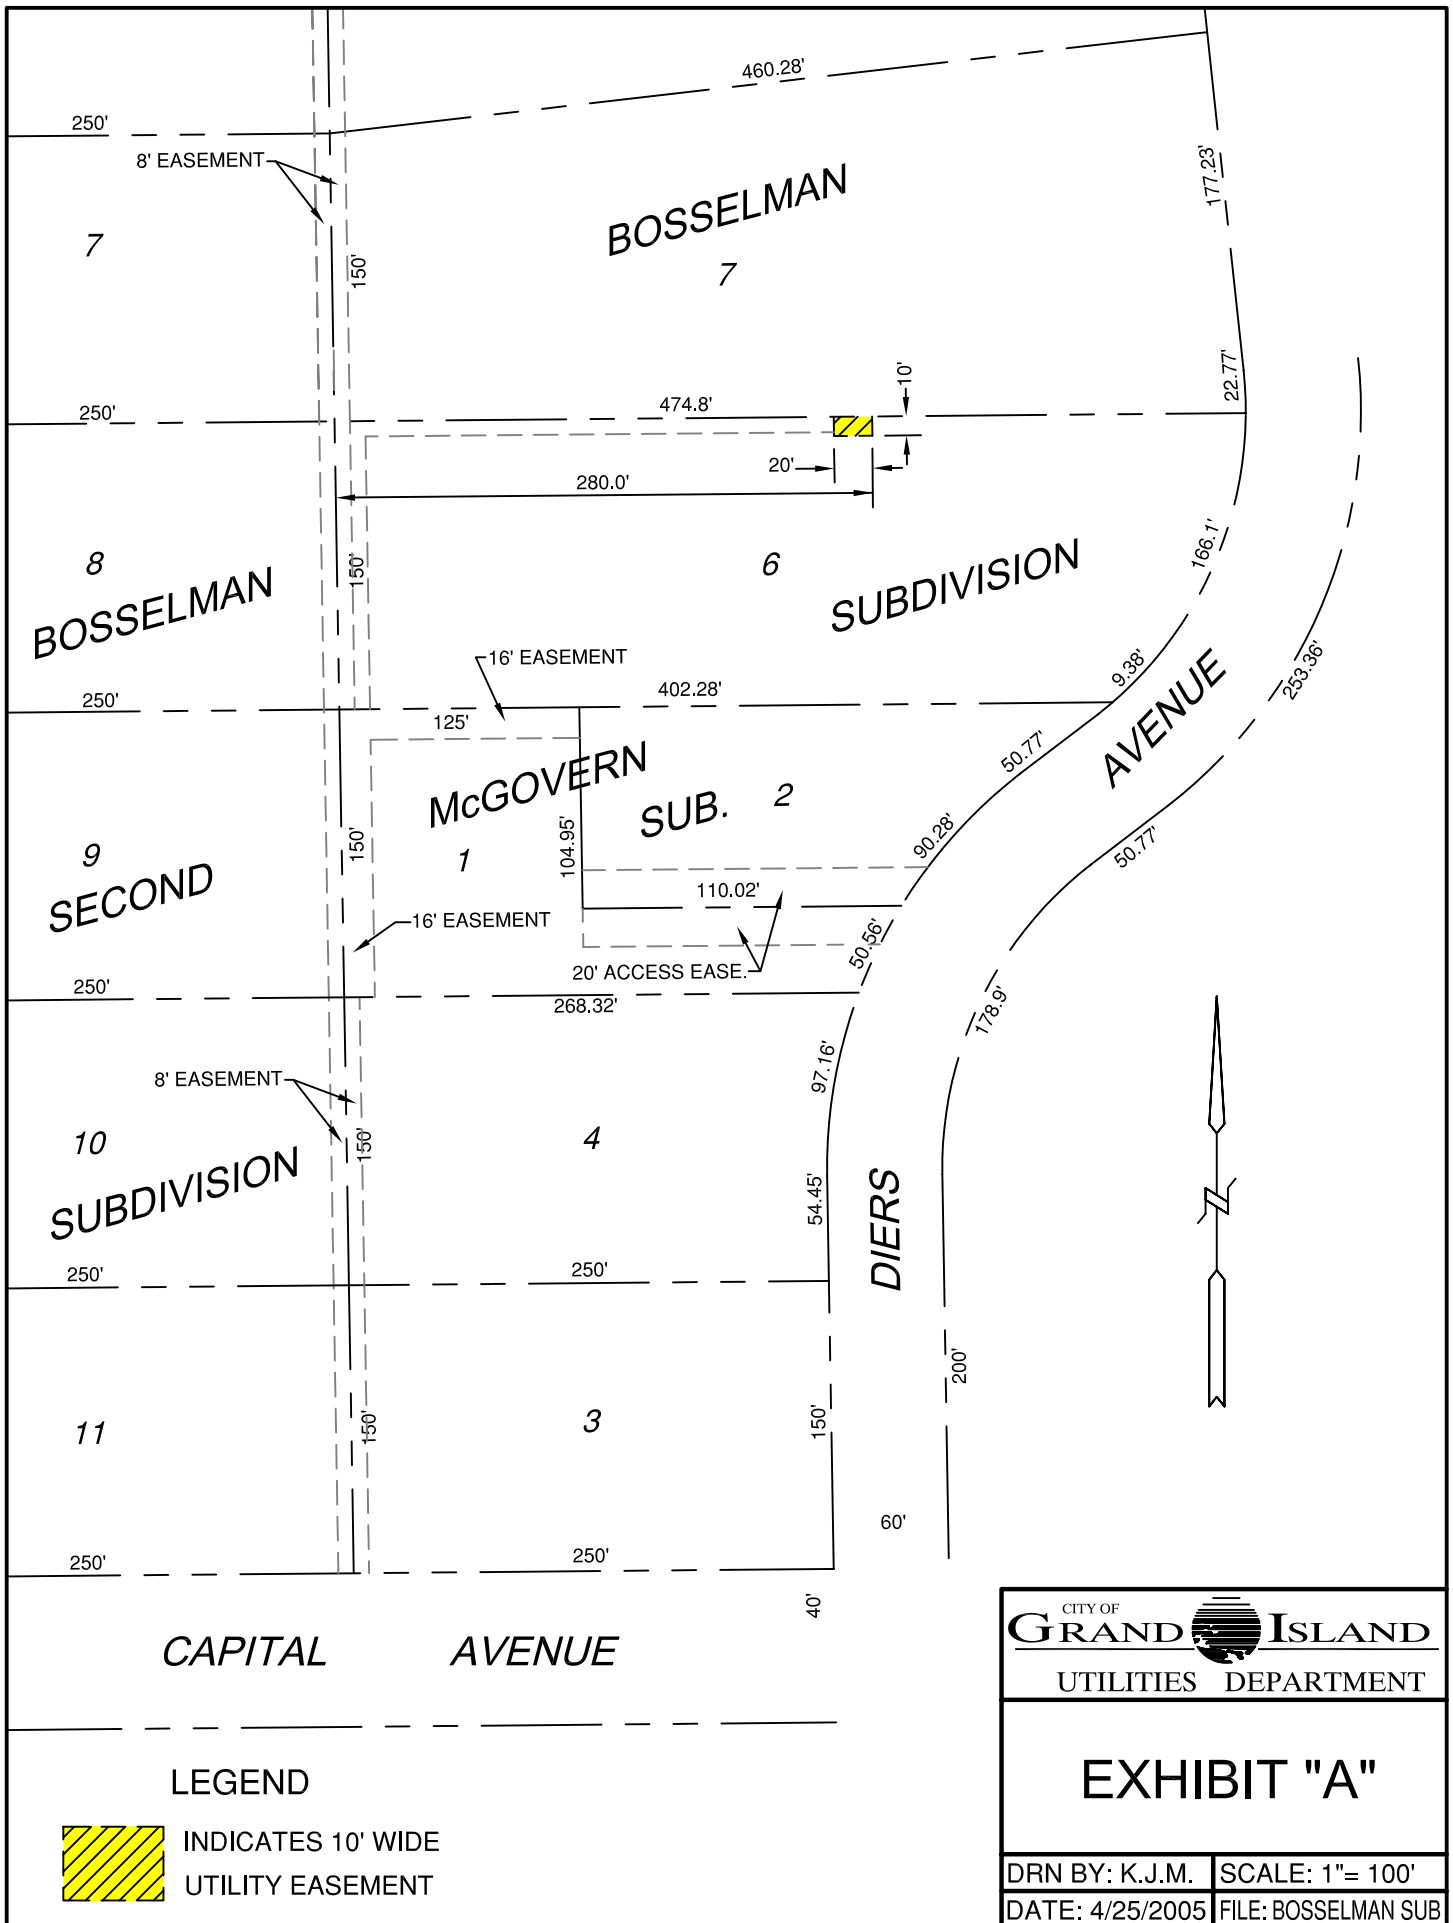 460.28'
250'
8' EASEMENT
177.23'
BOSSELMAN
7
7
150'
10'
22.77'
250'
474.8'
20'
280.0'
166.1'
8
150'
6
BOSSELMAN
SUBDIVISION
16' EASEMENT
9.38'
253.36'
250'
402.28'
125'
50.77'
AVENUE
McGOVERN
SUB.
2
150'
104.95'
90.28'
50.77'
9
1
SECOND
110.02'
16' EASEMENT
50.56'
20' ACCESS EASE.
250'
268.32'
178.9'
97.16'
8' EASEMENT
10
150'
4
SUBDIVISION
54.45'
DIERS
250'
250'
200'
11
150'
3
150'
60'
250'
250'
40'
CAPITAL AVENUE
CITY OF
GRAND ISLAND
UTILITIES DEPARTMENT
EXHIBIT "A"
LEGEND
INDICATES 10' WIDE
UTILITY EASEMENT
DRN BY: K.J.M.
SCALE: 1"= 100'
DATE: 4/25/2005
FILE: BOSSELMAN SUB